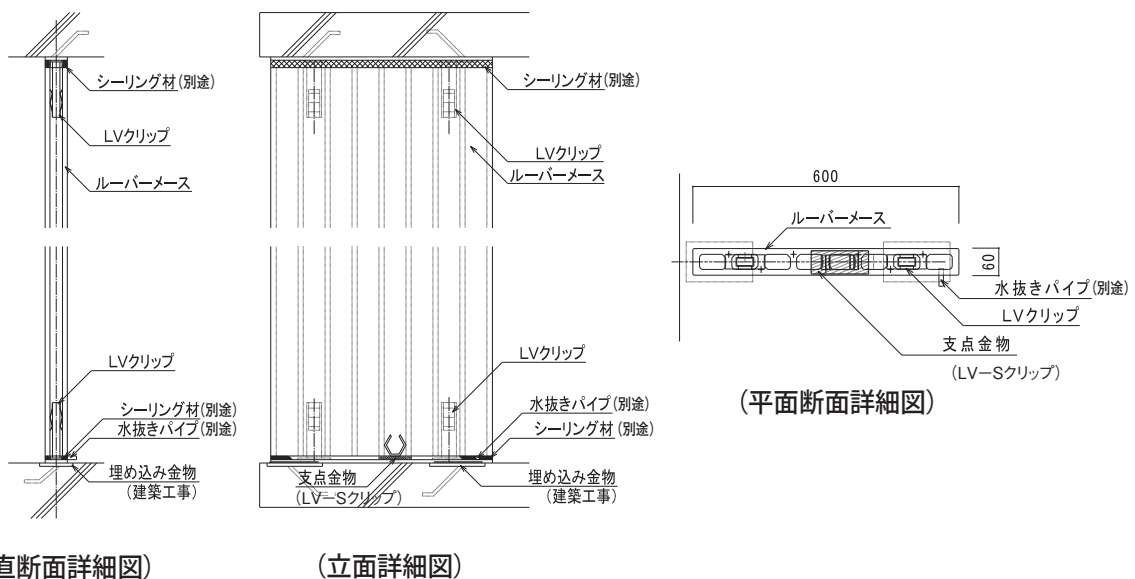 シーリング材(別途)
LVクリップ
ルーバーメース
LVクリップ
シーリング材(別途)
水抜きパイプ(別途)
埋め込み金物
(建築工事)
直断面詳細図)
シーリング材(別途)
LVクリップ
ルーバーメース
LVクリップ
水抜きパイプ(別途)
シーリング材(別途)
支点金物
(LV−Sクリップ)
埋め込み金物
(建築工事)
(立面詳細図)
600
ルーバーメース
60
水抜きパイプ(別途)
LVクリップ
支点金物
(LV−Sクリップ)
(平面断面詳細図)